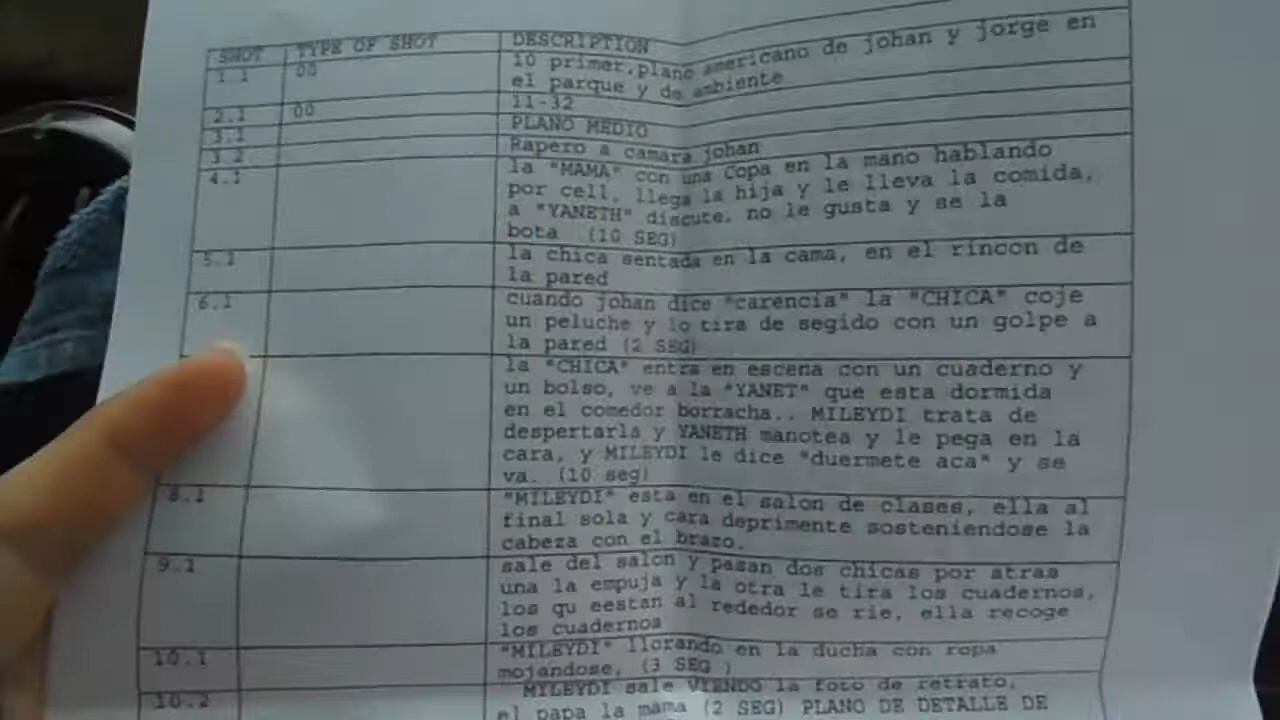 SHOT TYPE OF SHOT DESCRIPTION
1.1 00 10 primer.plano americano de johan y jorge en
el parque y de ambiente
2.1 00 11-32
3.1 PLANO MEDIO
3.2 Rapero a camara johan
4.1 la "MAMA" con una Copa en la mano hablando
por cell, llega la hija y le lleva la comida,
a "YANETH" discute, no le gusta y se la
bota (10 SEG)
5.1 la chica sentada en la cama, en el rincon de
la pared
6.1 cuando johan dice "carencia" la "CHICA" coje
un peluche y lo tira de segido con un golpe a
la pared (2 SEG)
la "CHICA" entra en escena con un cuaderno y
un bolso, ve a la "YANET" que esta dormida
en el comedor borracha.. MILEYDI trata de
despertarla y YANETH manotea y le pega en la
cara, y MILEYDI le dice "duermete aca" y se
va. (10 seg)
8.1 "MILEYDI" esta en el salon de clases, ella al
final sola y cara deprimente sosteniendose la
cabeza con el brazo.
9.1 sale del salon y pasan dos chicas por atras
una la empuja y la otra le tira los cuadernos,
los qu eestan al rededor se rie, ella recoge
los cuadernos
10.1 "MILEYDI" llorando en la ducha con ropa
mojandose, (3 SEG )
10.2 MILEYDI sale VIENDO la foto de retrato,
el papa la mama (2 SEG) PLANO DE DETALLE DE